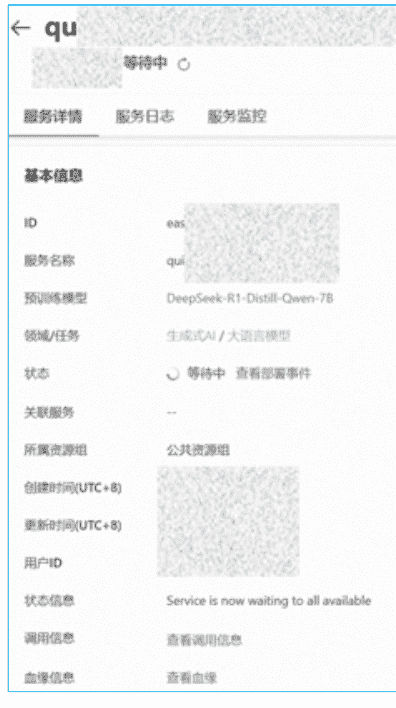 ← qu
等待中
服务详情 服务日志 服务监控
基本信息
ID eas
服务名称 qui
预训练模型 DeepSeek-R1-Distill-Qwen-7B
领域/任务 生成式AI / 大语言模型
状态 等待中 查看部署事件
关联服务 --
所属资源组 公共资源组
创建时间(UTC+8)
更新时间(UTC+8)
用户ID
状态信息 Service is now waiting to all available
调用信息 查看调用信息
血缘信息 查看血缘